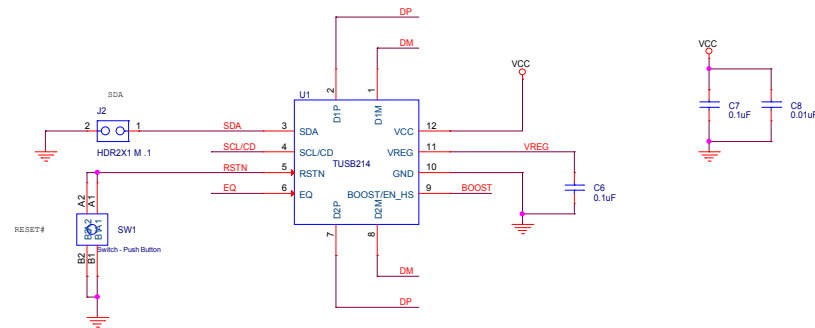 DP
DM
VCC
VCC
U1
2
1
D1P
D1M
SDA
J2
2
1
HDR2X1 M .1
SDA
3
SDA
VCC
12
SCL/CD
4
SCL/CD
VREG
11
VREG
TUSB214
RSTN
5
RSTN
GND
10
EQ
6
EQ
BOOST/EN_HS
9
BOOST
C6
0.1uF
C7
0.1uF
C8
0.01uF
D2P
D2M
7
8
A2
A1
RESET#
SW1
Switch - Push Button
B2
B1
DM
DP